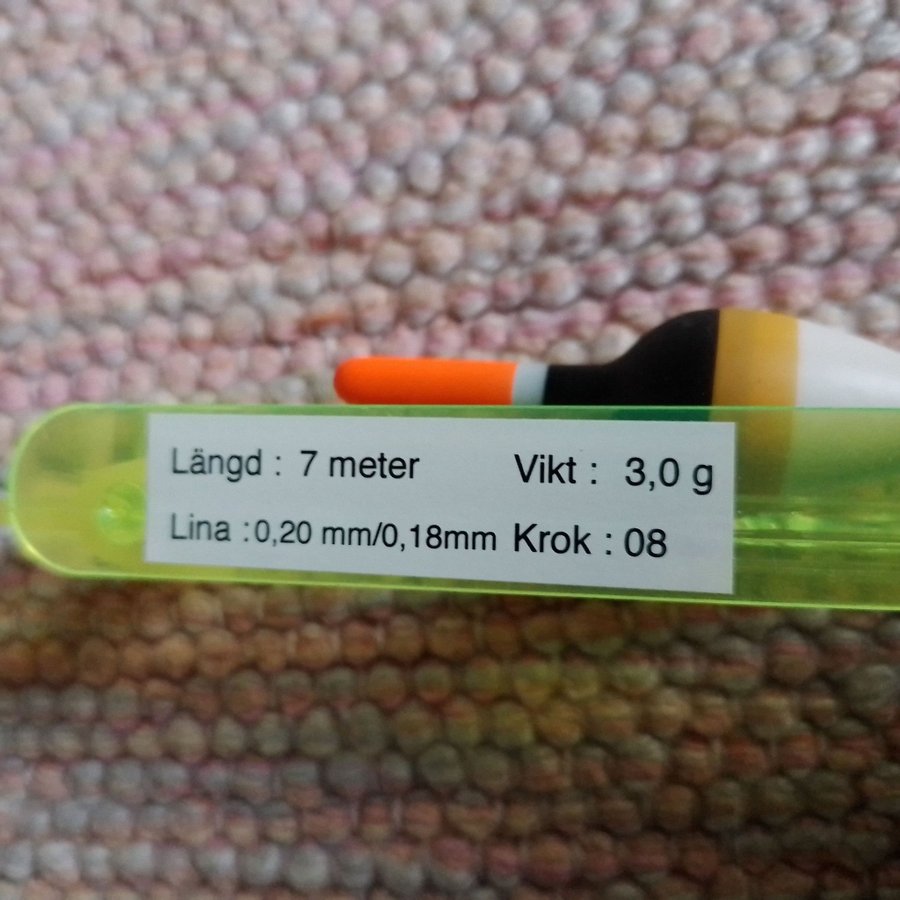 Längd : 7 meter Vikt : 3,0 g
Lina :0,20 mm/0,18mm Krok : 08